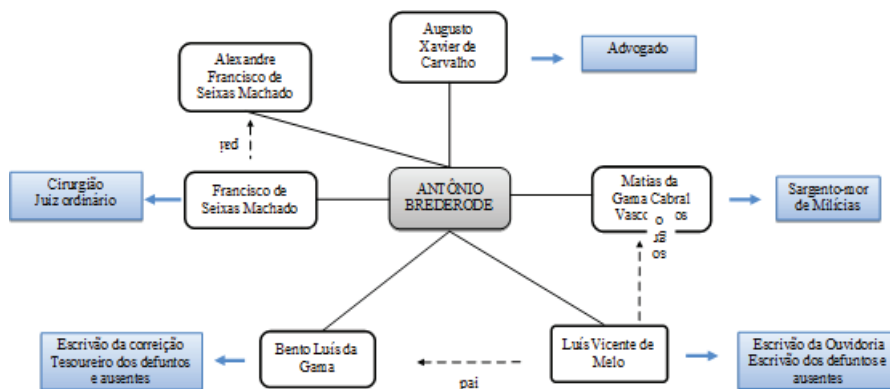 Augusto
Xavier de
Carvalho
Advogado
Alexandre
Francisco de
Seixas Machado
pai
Cirurgião
Juiz ordinário
Francisco de
Seixas Machado
ANTÔNIO
BREDERODE
Matias da
Gama Cabral
Sargento-mor
de Milícias
Escrivão da correição
Tesoureiro dos defuntos
e ausentes
Bento Luís da
Gama
pai
Luís Vicente de
Melo
Escrivão da Ouvidoria
Escrivão dos defuntos e
ausentes